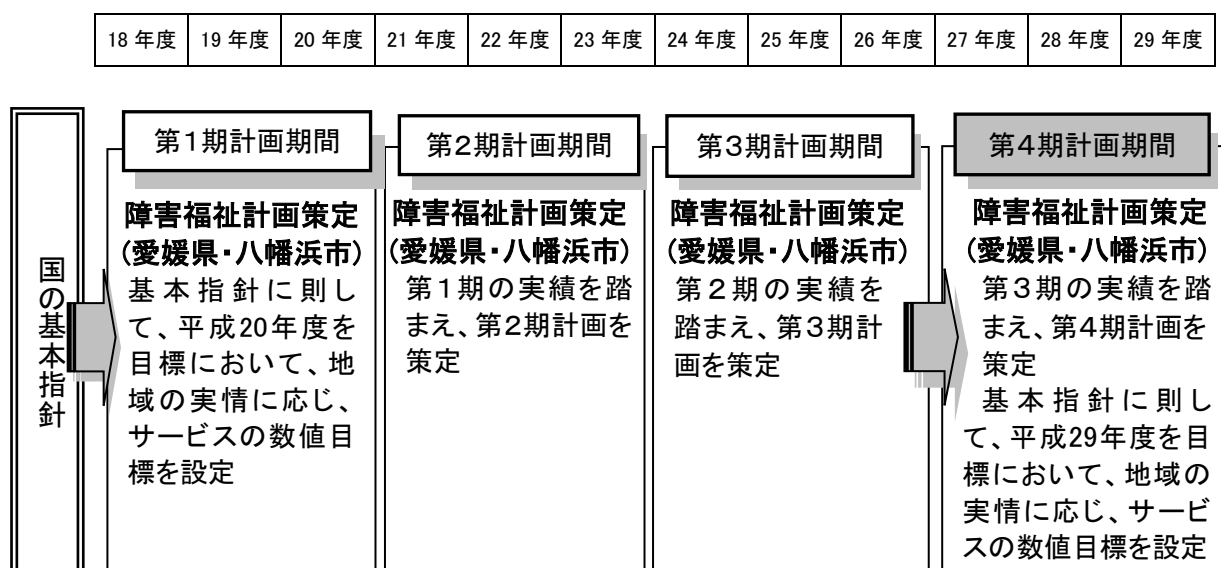 18 年度 19 年度 20 年度 21 年度 22 年度 23 年度 24 年度 25 年度 26 年度 27 年度 28 年度 29 年度
国の基本指針
第1期計画期間
障害福祉計画策定
(愛媛県・八幡浜市)
基本指針に則し
て、平成20年度を
目標において、地
域の実情に応じ、
サービスの数値目
標を設定
第2期計画期間
障害福祉計画策定
(愛媛県・八幡浜市)
第1期の実績を踏
まえ、第2期計画を
策定
第3期計画期間
障害福祉計画策定
(愛媛県・八幡浜市)
第2期の実績を
踏まえ、第3期計
画を策定
第4期計画期間
障害福祉計画策定
(愛媛県・八幡浜市)
第3期の実績を踏
まえ、第4期計画を
策定
基本指針に則し
て、平成29年度を目
標において、地域の
実情に応じ、サービ
スの数値目標を設定